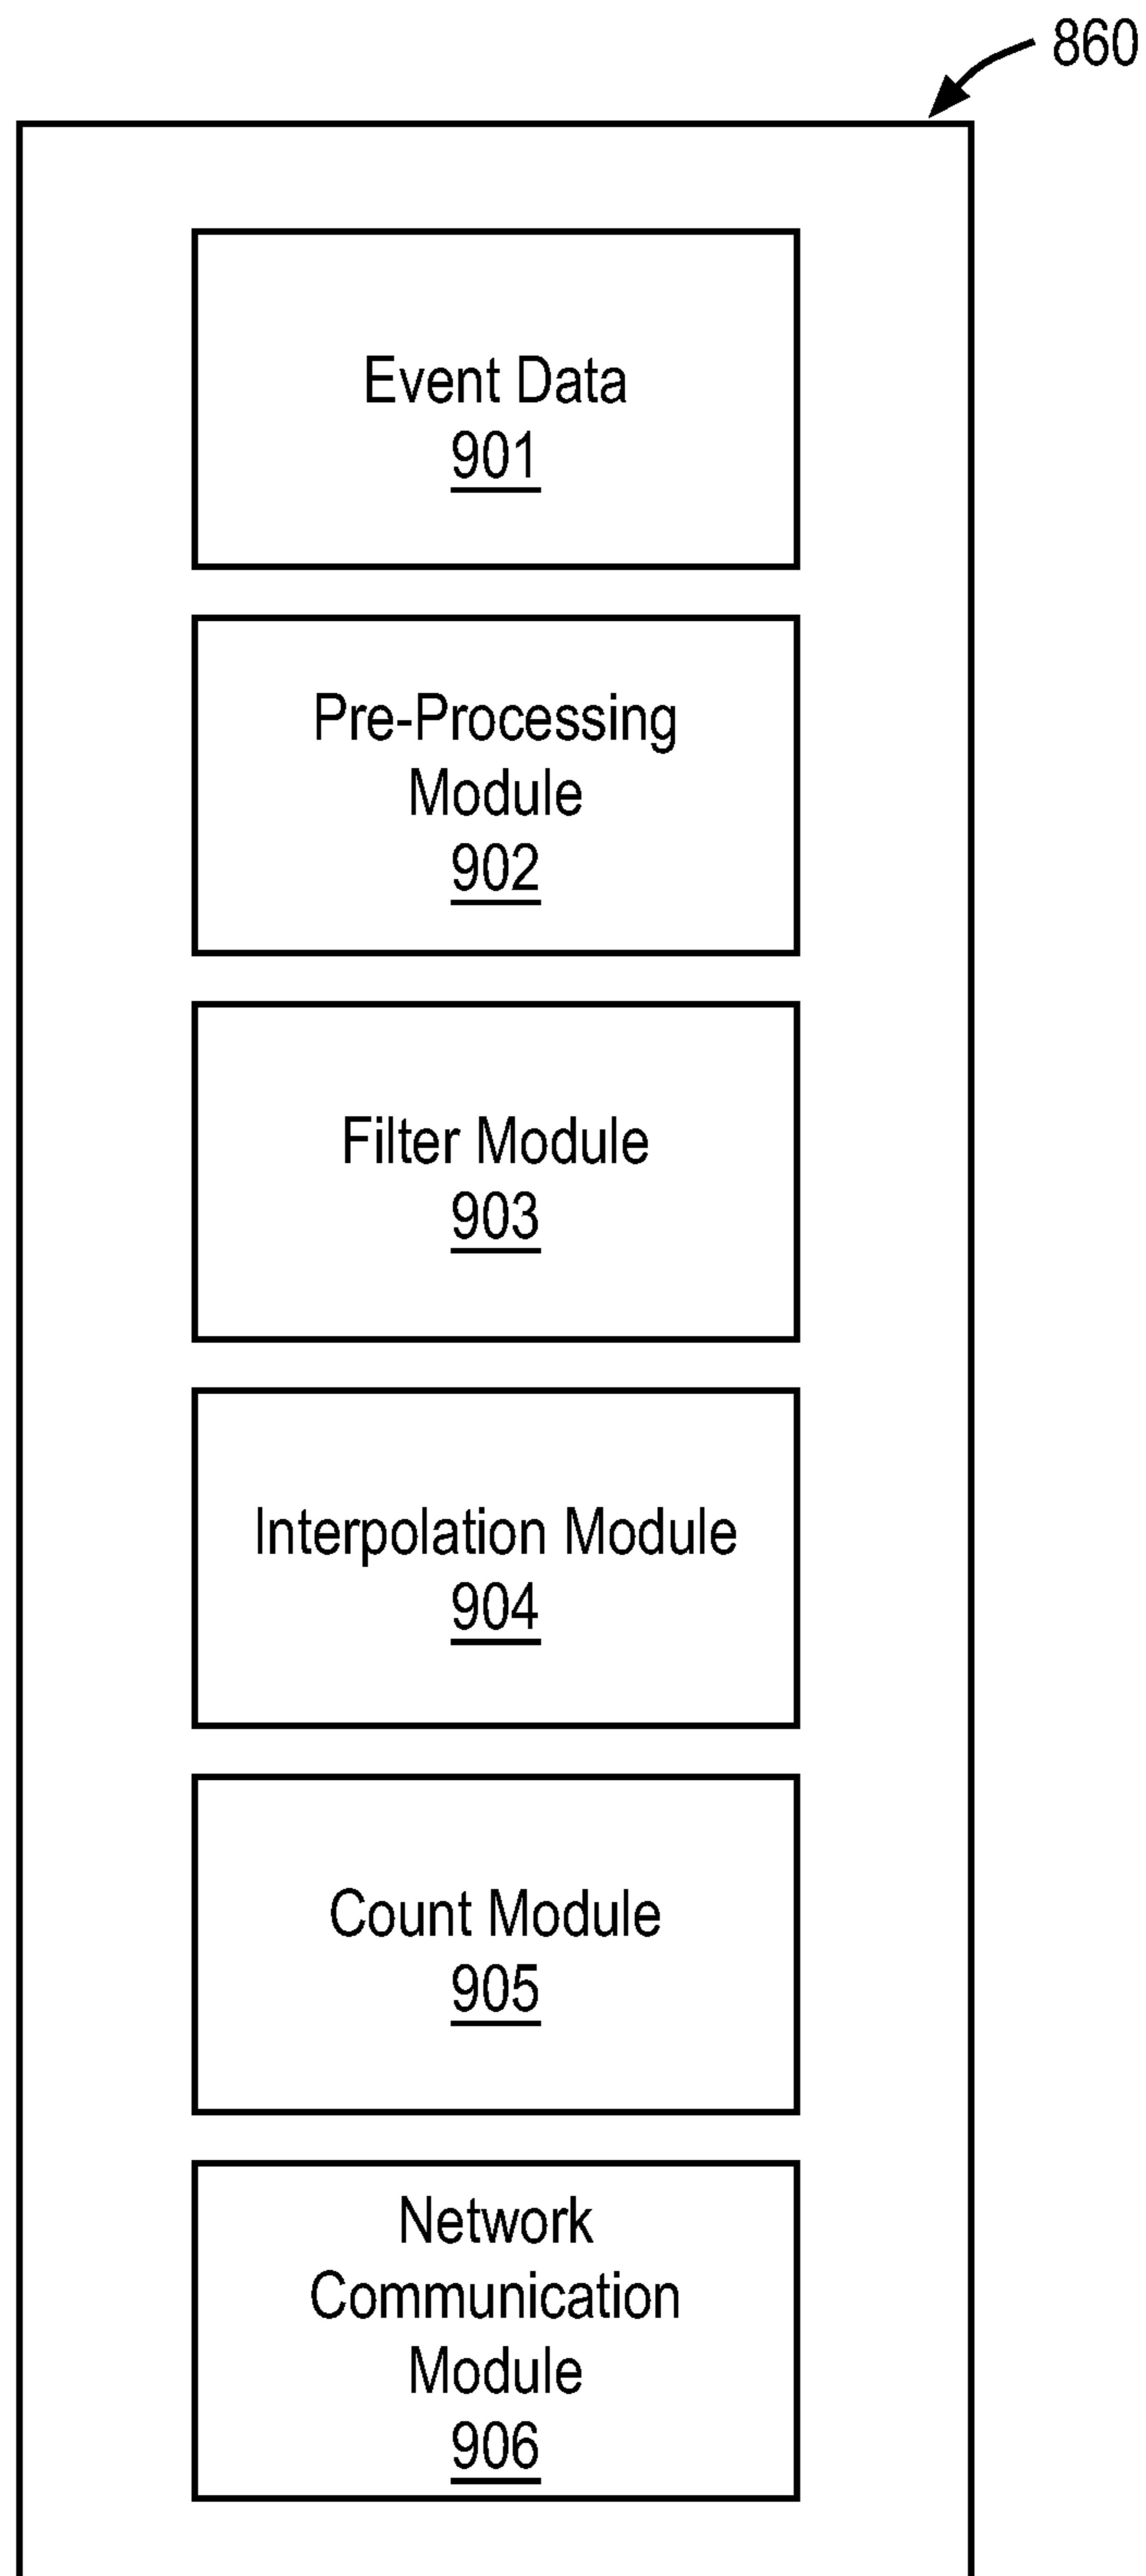 860
Event Data
901
Pre-Processing
Module
902
Filter Module
903
Interpolation Module
904
Count Module
905
Network
Communication
Module
906